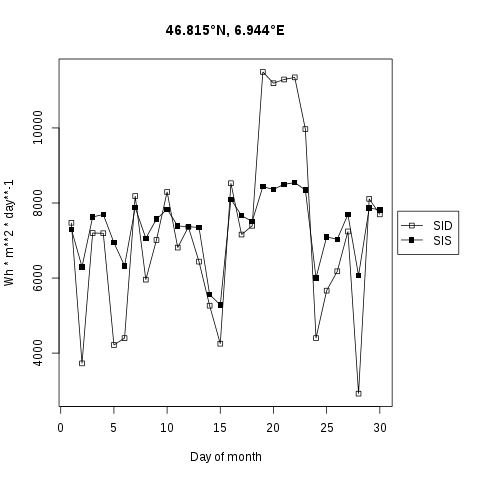 46.815°N, 6.944°E
Wh * m**2 * day**-1
10000
8000
6000
4000
SID
SIS
0 5 10 15 20 25 30
Day of month